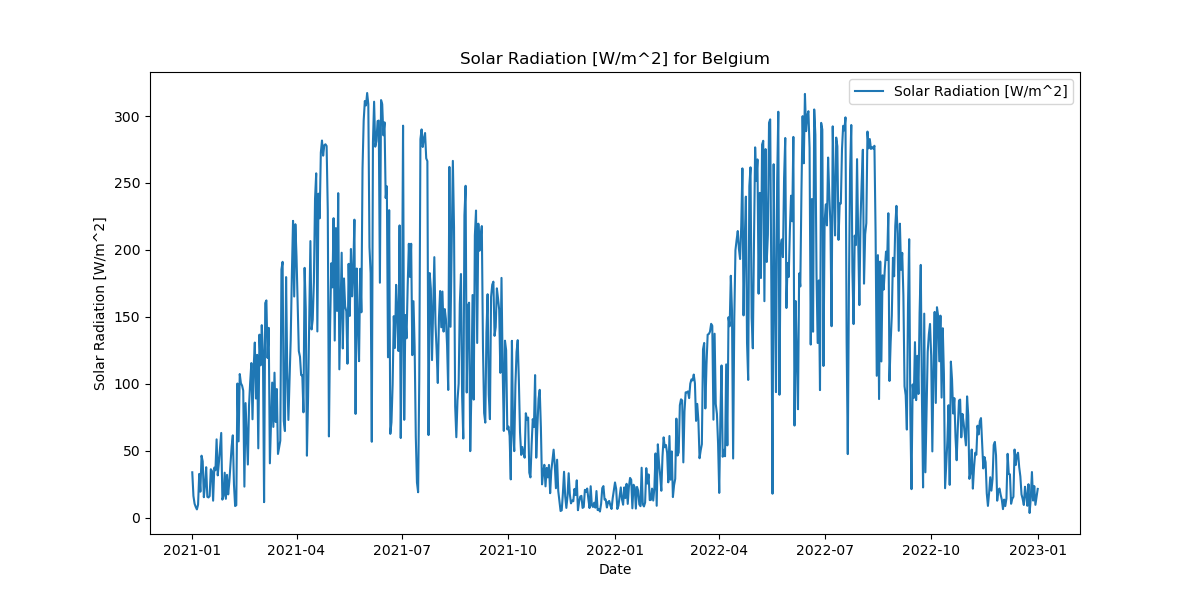 Solar Radiation [W/m^2] for Belgium
Solar Radiation [W/m^2]
Solar Radiation [W/m^2]
300
250
200
150
100
50
0
2021-01 2021-04 2021-07 2021-10 2022-01 2022-04 2022-07 2022-10 2023-01
Date